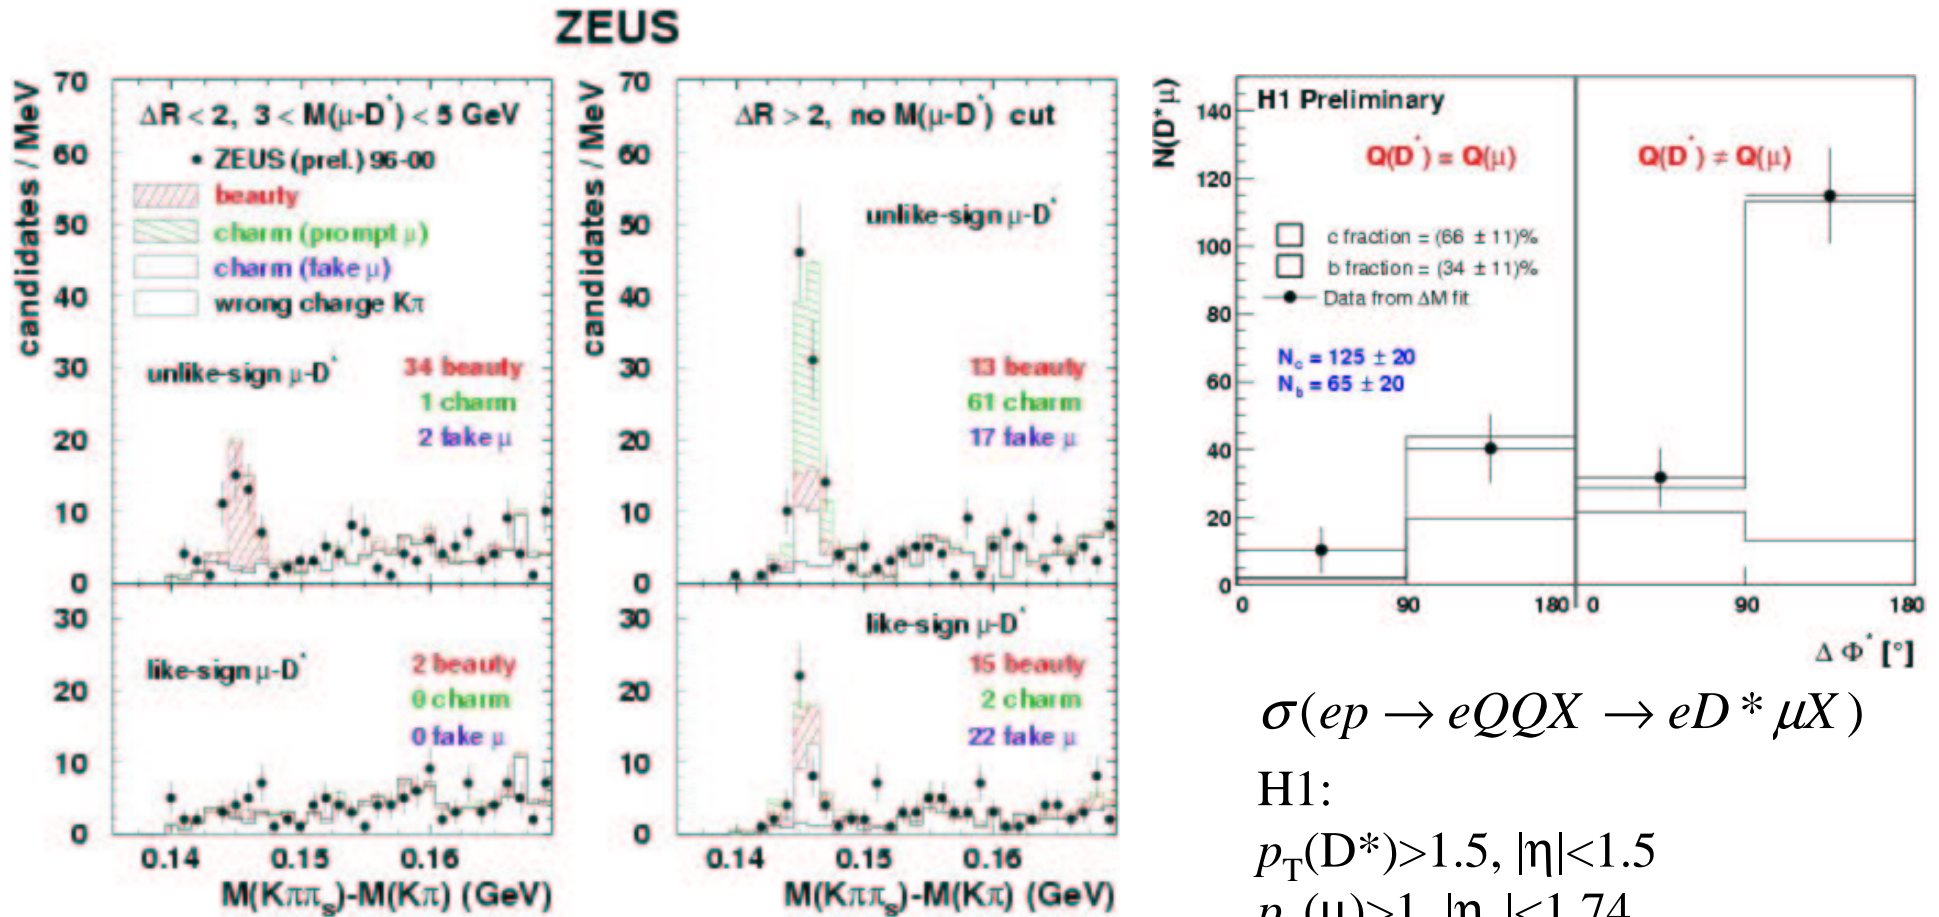 ZEUS
candidates / MeV
70
60
50
40
30
20
10
0
30
20
10
0
ΔR < 2, 3 < M(μ-D*) < 5 GeV
ZEUS (prel.) 96-00
beauty
charm (prompt μ)
charm (fake μ)
wrong charge Kπ
unlike-sign μ-D*
34 beauty
1 charm
2 fake μ
like-sign μ-D*
2 beauty
0 charm
0 fake μ
0.14 0.15 0.16
M(Kππs)-M(Kπ) (GeV)
candidates / MeV
70
60
50
40
30
20
10
0
30
20
10
0
ΔR > 2, no M(μ-D*) cut
unlike-sign μ-D*
13 beauty
61 charm
17 fake μ
like-sign μ-D*
15 beauty
2 charm
22 fake μ
0.14 0.15 0.16
M(Kππs)-M(Kπ) (GeV)
N(D*μ)
140
120
100
80
60
40
20
0
H1 Preliminary
Q(D*) = Q(μ) Q(D*) ≠ Q(μ)
c fraction = (66 ± 11)%
b fraction = (34 ± 11)%
Data from ΔM fit
Nc = 125 ± 20
Nb = 65 ± 20
0 90 180 0 90 180
Δ Φ* [°]
σ(ep → eQQX → eD*μX)
H1:
pT(D*)>1.5, |η|<1.5
(μ)>1, |η |<1.74